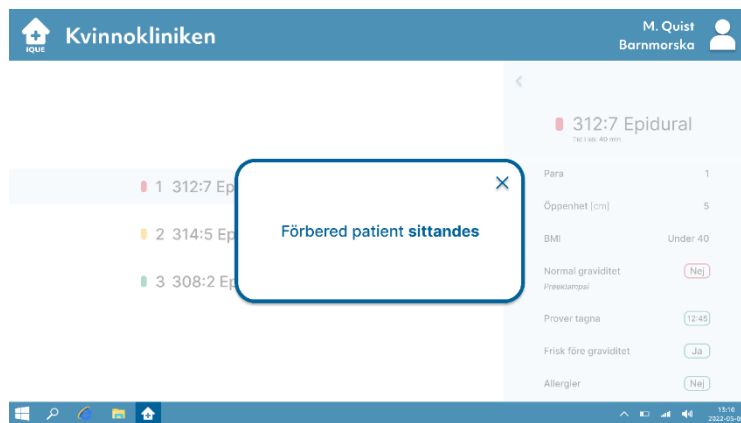 IQUE
Kvinnokliniken
M. Quist
Barnmorska
312:7 Epidural
1 312:7 Ep
2 314:5 Ep
3 308:2 Ep
Förbered patient sittandes
Para 1
Öppenhet [cm] 5
BMI Under 40
Normal graviditet Nej
Preeklampsi
Prover tagna 12:45
Frisk före graviditet Ja
Allergier Nej